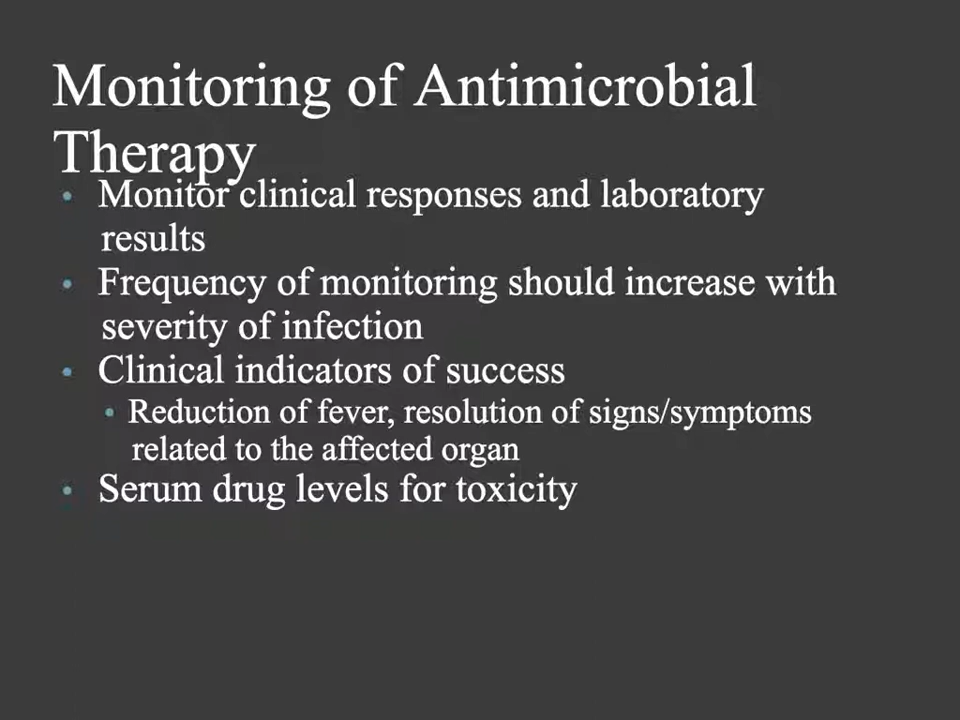 Monitoring of Antimicrobial
Therapy
• Monitor clinical responses and laboratory
results
• Frequency of monitoring should increase with
severity of infection
• Clinical indicators of success
• Reduction of fever, resolution of signs/symptoms
related to the affected organ
• Serum drug levels for toxicity